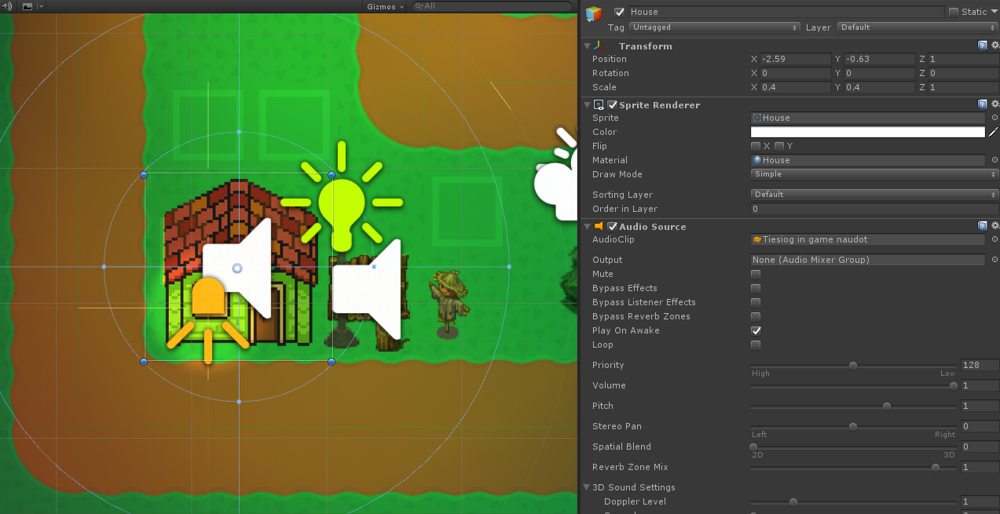 Gizmos All
House Static
Tag Untagged Layer Default
Transform
Position X -2.59 Y -0.63 Z 1
Rotation X 0 Y 0 Z 0
Scale X 0.4 Y 0.4 Z 1
Sprite Renderer
Sprite House
Color
Flip X Y
Material House
Draw Mode Simple
Sorting Layer Default
Order in Layer 0
Audio Source
AudioClip Tiesiog in game naudot
Output None (Audio Mixer Group)
Mute
Bypass Effects
Bypass Listener Effects
Bypass Reverb Zones
Play On Awake
Loop
Priority 128
High Low
Volume 1
Pitch 1
Stereo Pan 0
Left Right
Spatial Blend 0
2D 3D
Reverb Zone Mix 1
3D Sound Settings
Doppler Level 1